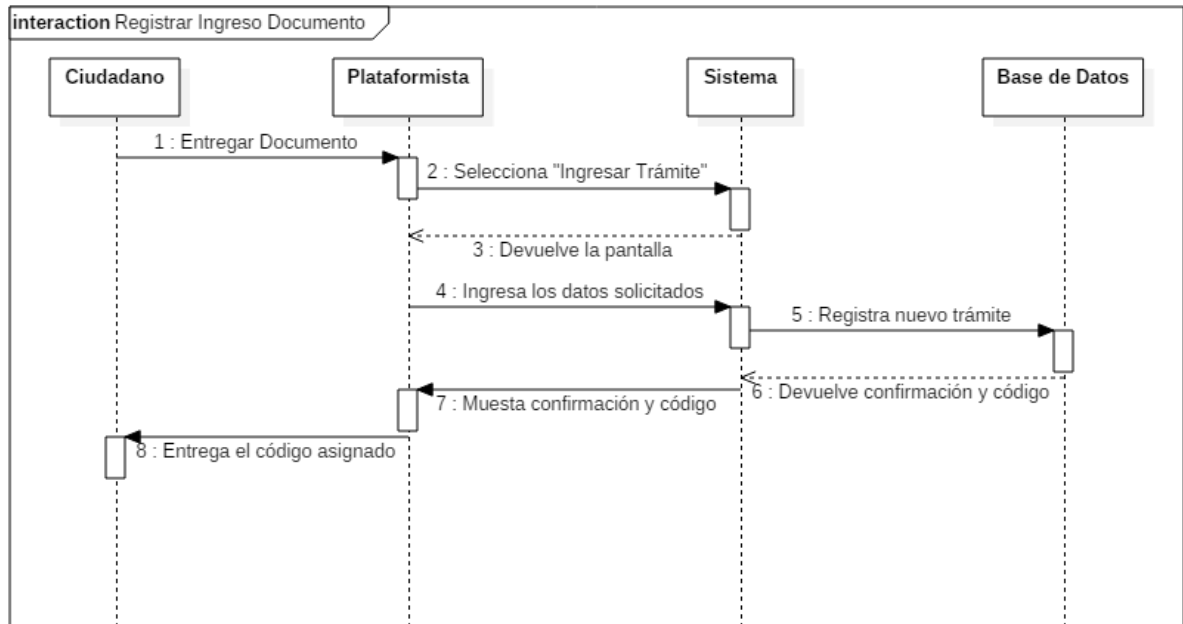 interaction Registrar Ingreso Documento
Ciudadano
Plataformista
Sistema
Base de Datos
1 : Entregar Documento
2 : Selecciona "Ingresar Trámite"
3 : Devuelve la pantalla
4 : Ingresa los datos solicitados
5 : Registra nuevo trámite
6 : Devuelve confirmación y código
7 : Muesta confirmación y código
8 : Entrega el código asignado